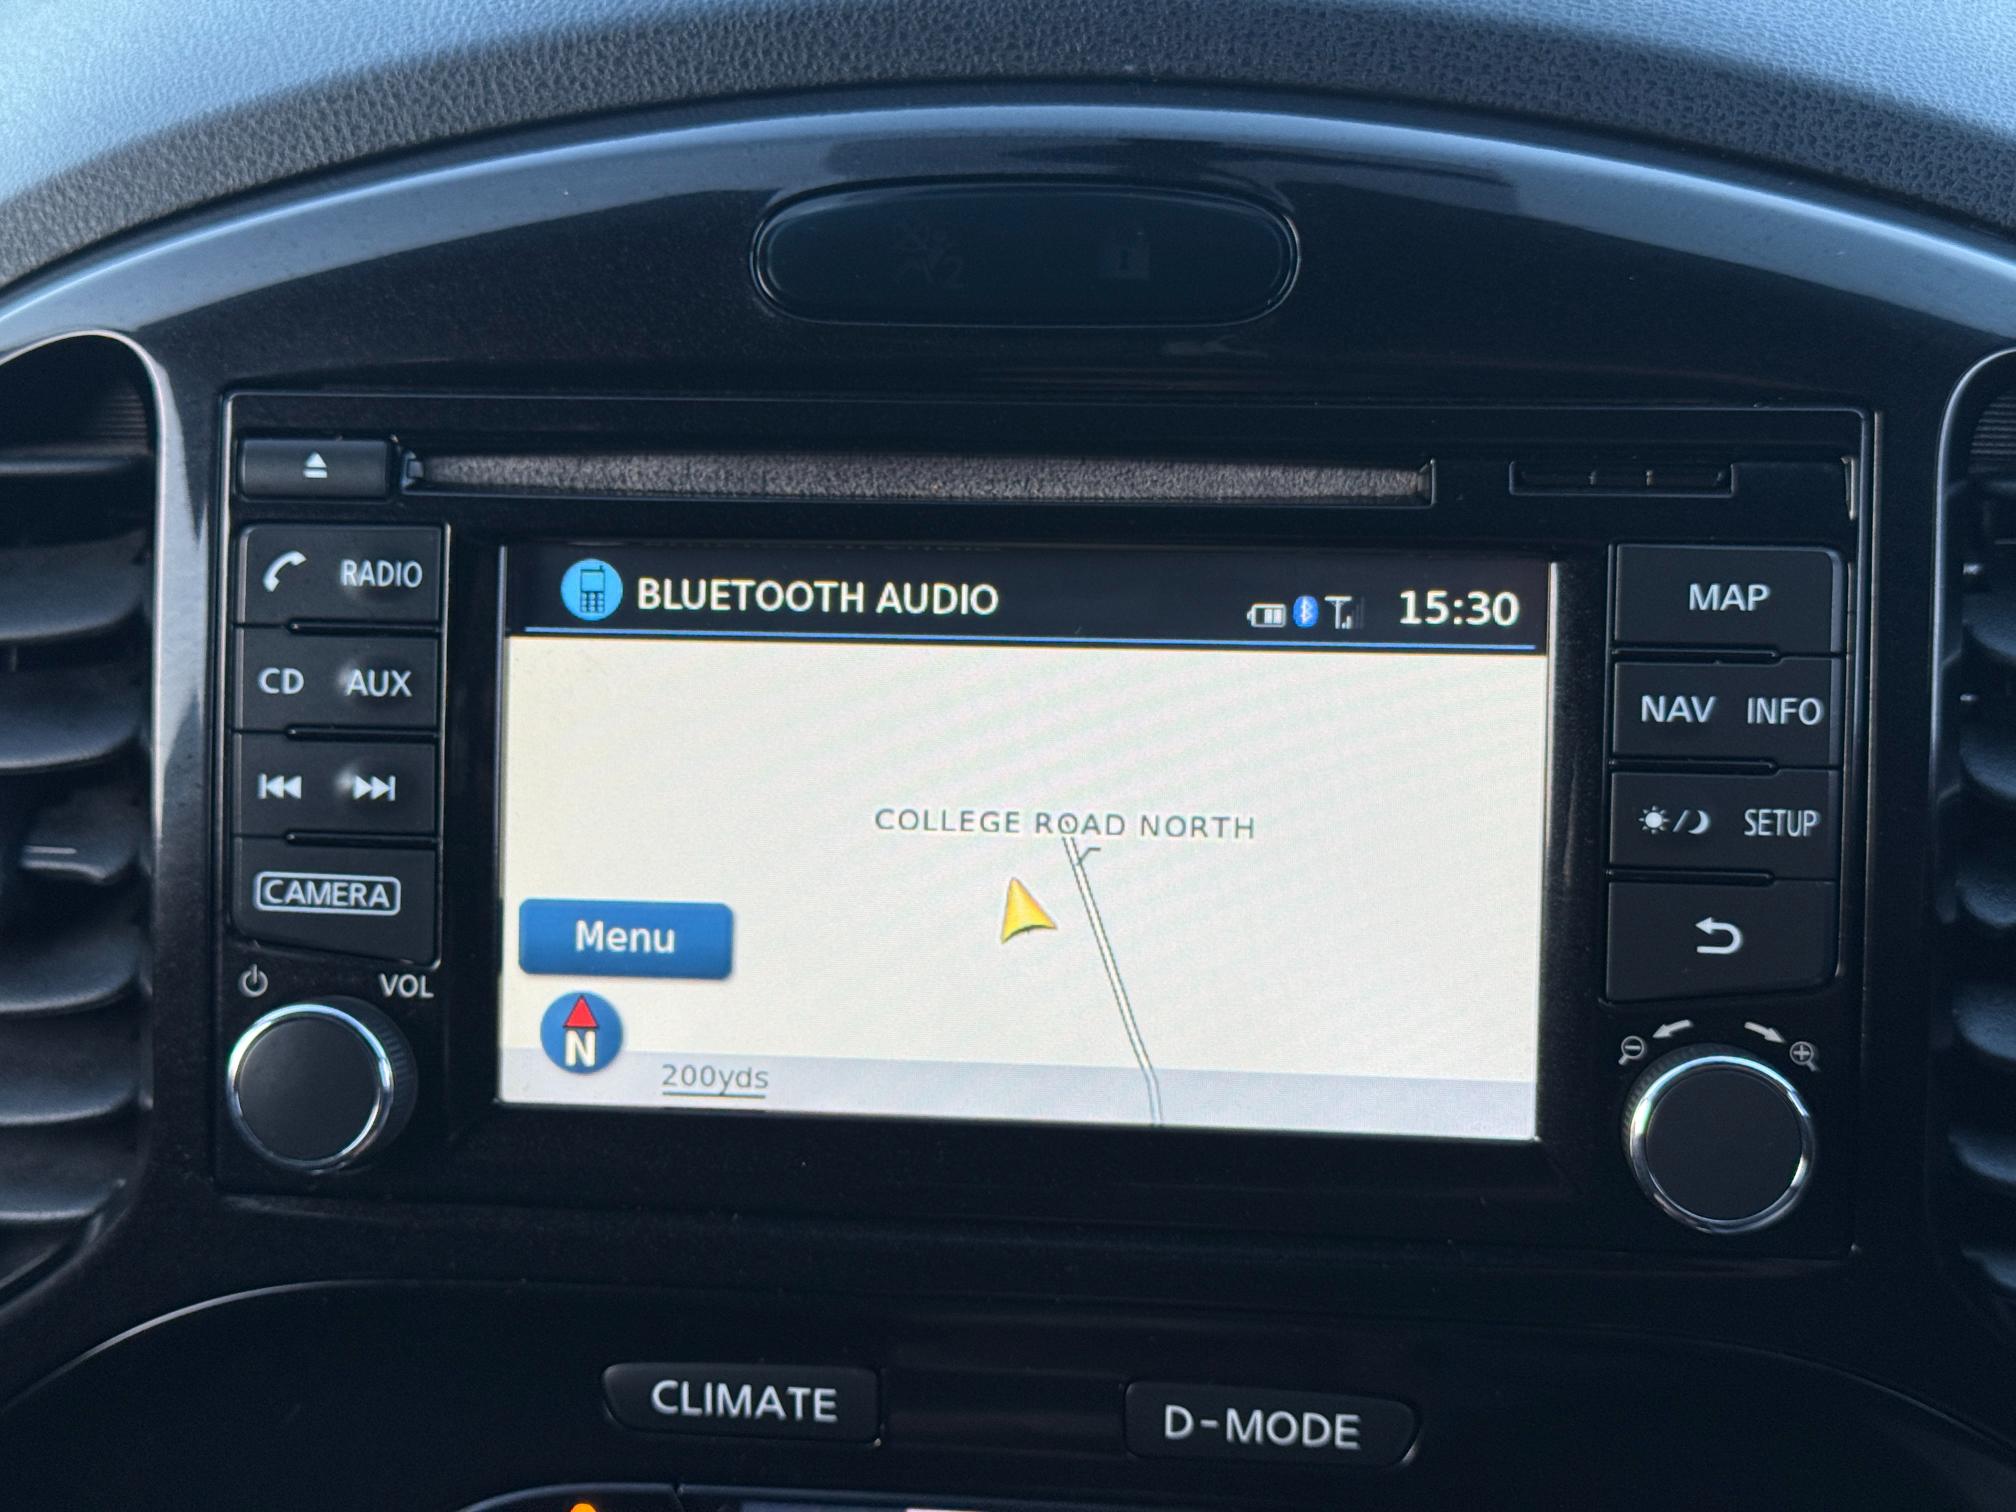 2
RADIO
CD AUX
CAMERA
VOL
BLUETOOTH AUDIO 15:30
COLLEGE ROAD NORTH
Menu
N
200yds
MAP
NAV INFO
SETUP
CLIMATE
D-MODE